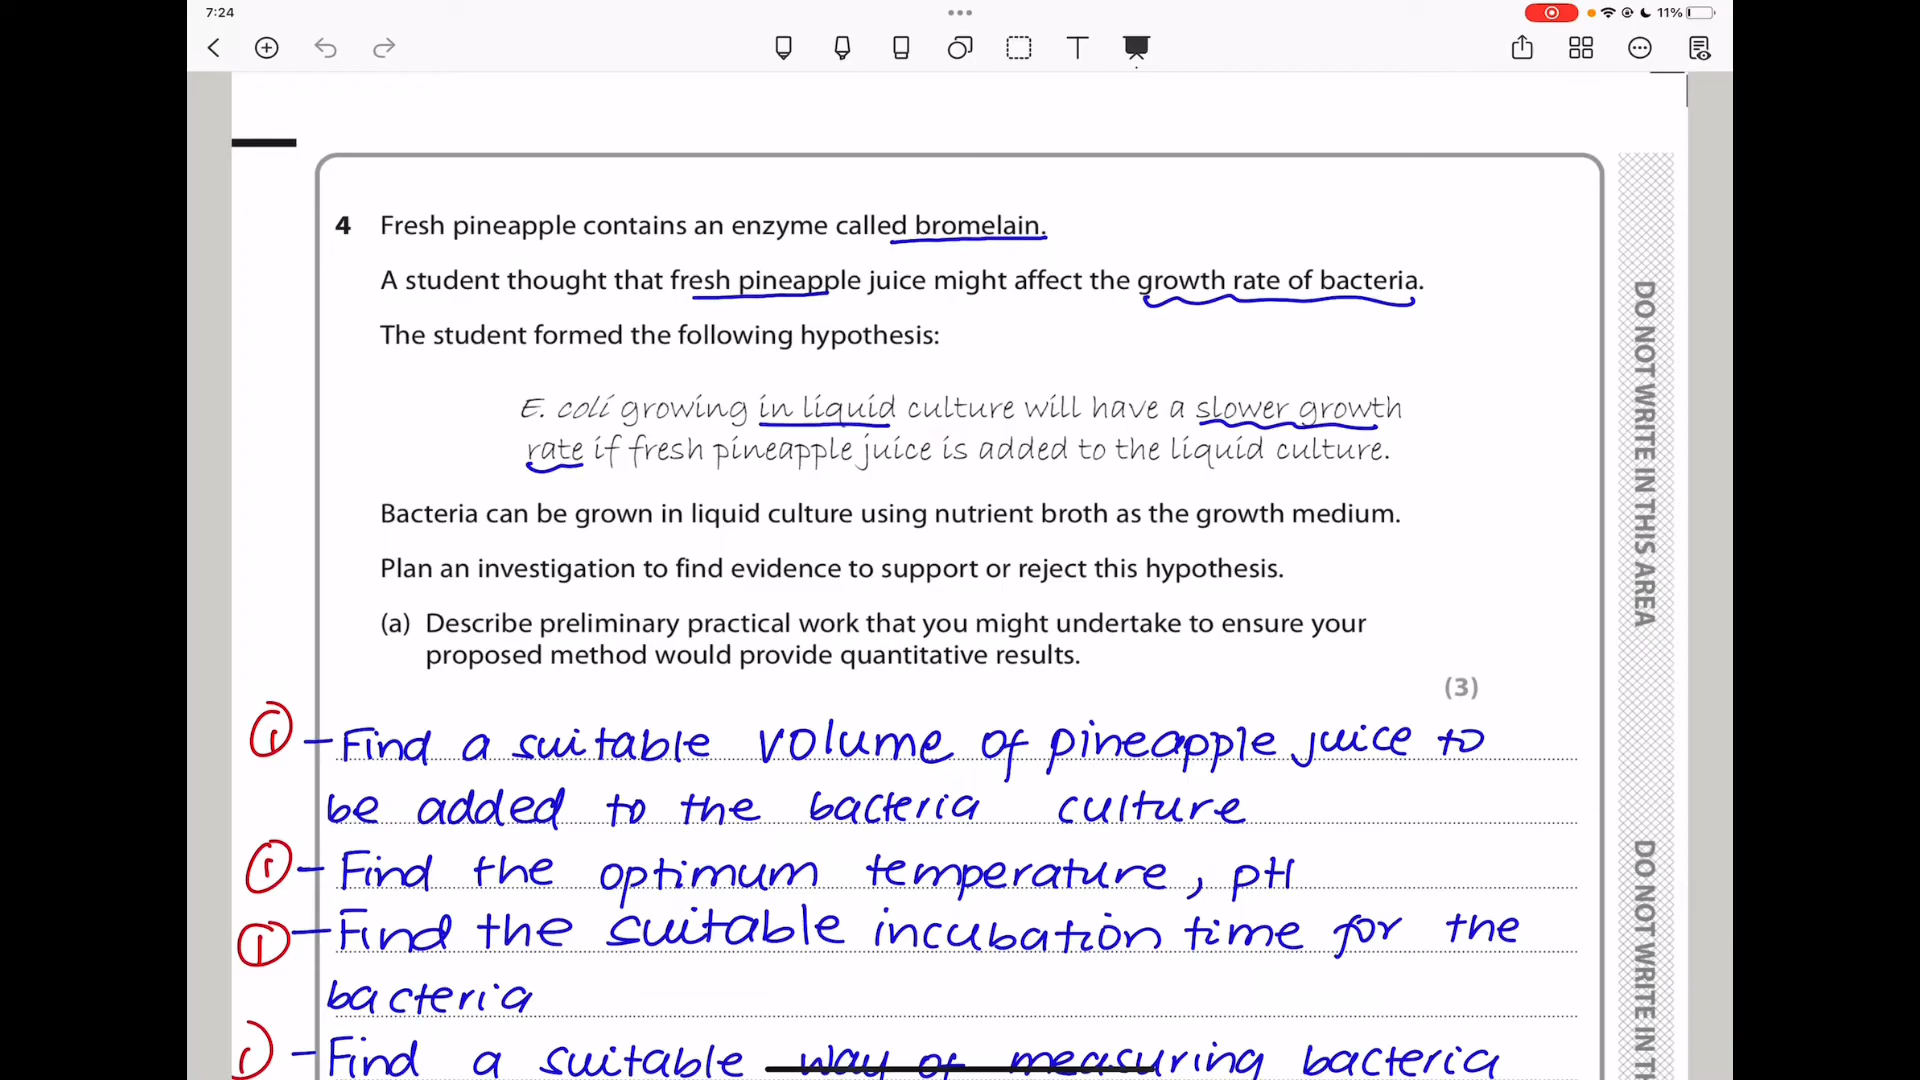 7:24
11%
4 Fresh pineapple contains an enzyme called bromelain.
A student thought that fresh pineapple juice might affect the growth rate of bacteria.
The student formed the following hypothesis:
E. coli growing in liquid culture will have a slower growth
rate if fresh pineapple juice is added to the liquid culture.
Bacteria can be grown in liquid culture using nutrient broth as the growth medium.
Plan an investigation to find evidence to support or reject this hypothesis.
(a) Describe preliminary practical work that you might undertake to ensure your
proposed method would provide quantitative results.
(3)
① - Find a suitable volume of pineapple juice to
be added to the bacteria culture
① - Find the optimum temperature, pH
① - Find the suitable incubation time for the
bacteria
① - Find a suitable way of measuring bacteria
DO NOT WRITE IN THIS AREA
DO NOT WRITE IN TH